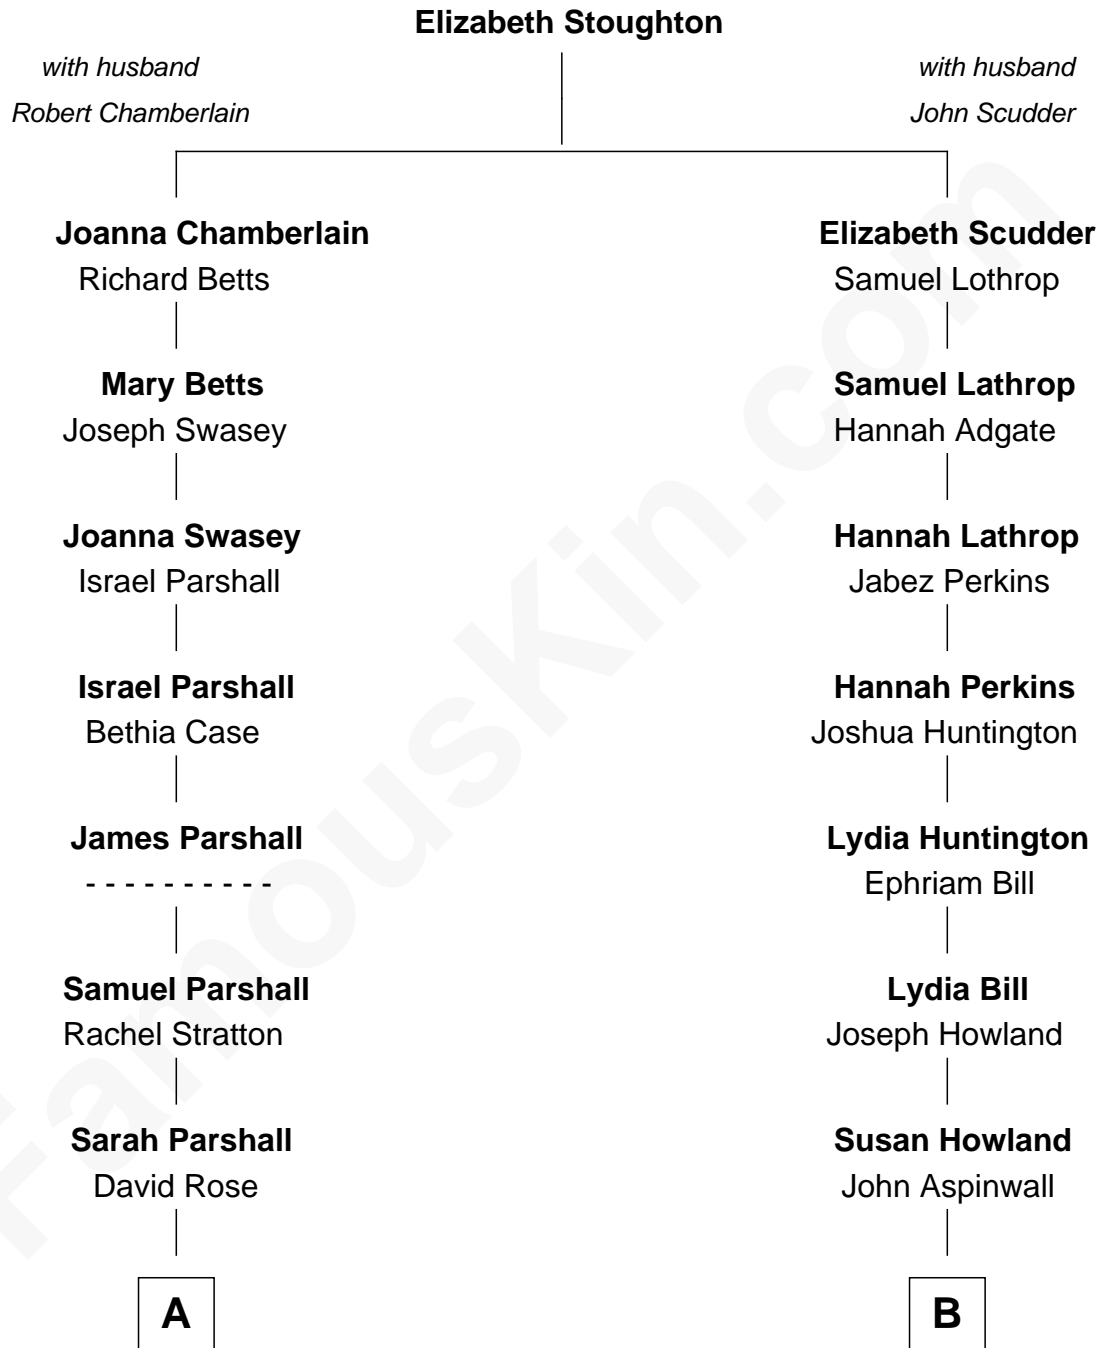 Elizabeth Stoughton
with husband
Robert Chamberlain
with husband
John Scudder
Joanna Chamberlain
Richard Betts
Elizabeth Scudder
Samuel Lothrop
Mary Betts
Joseph Swasey
Samuel Lathrop
Hannah Adgate
Joanna Swasey
Israel Parshall
Hannah Lathrop
Jabez Perkins
Israel Parshall
Bethia Case
Hannah Perkins
Joshua Huntington
James Parshall
- - - - - - - - - -
Lydia Huntington
Ephriam Bill
Samuel Parshall
Rachel Stratton
Lydia Bill
Joseph Howland
Sarah Parshall
David Rose
Susan Howland
John Aspinwall
A
B
FamousKin.com